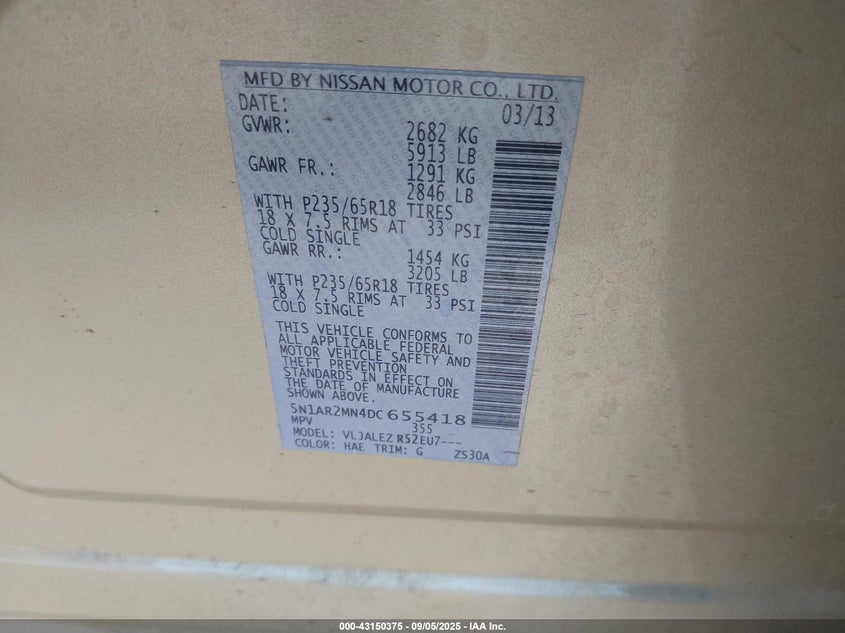 MFD BY NISSAN MOTOR CO., LTD.
DATE: 03/13
GVWR: 2682 KG
5913 LB
GAWR FR.: 1291 KG
2846 LB
WITH P235/65R18 TIRES
18 X 7.5 RIMS AT 33 PSI
COLD SINGLE
GAWR RR.: 1454 KG
3205 LB
WITH P235/65R18 TIRES
18 X 7.5 RIMS AT 33 PSI
COLD SINGLE
THIS VEHICLE CONFORMS TO
ALL APPLICABLE FEDERAL
MOTOR VEHICLE SAFETY AND
THEFT PREVENTION
STANDARDS IN EFFECT ON
THE DATE OF MANUFACTURE
SHOWN ABOVE.
5N1AR2MN4DC655418
MPV 355
MODEL: VLJALEZ R52EU7---
COLOR: HAE TRIM: G ZS30A
000-43150375 - 09/05/2025 - IAA Inc.